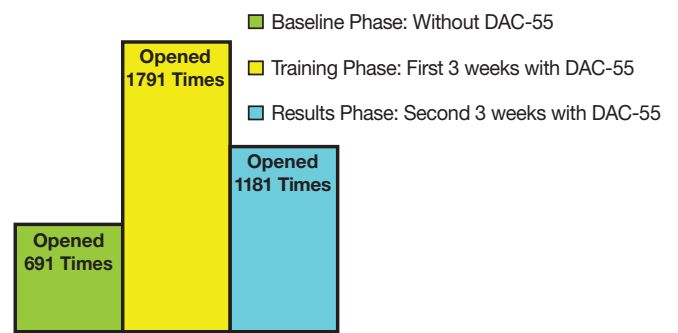 Baseline Phase: Without DAC-55
Training Phase: First 3 weeks with DAC-55
Results Phase: Second 3 weeks with DAC-55
Opened
1791 Times
Opened
1181 Times
Opened
691 Times